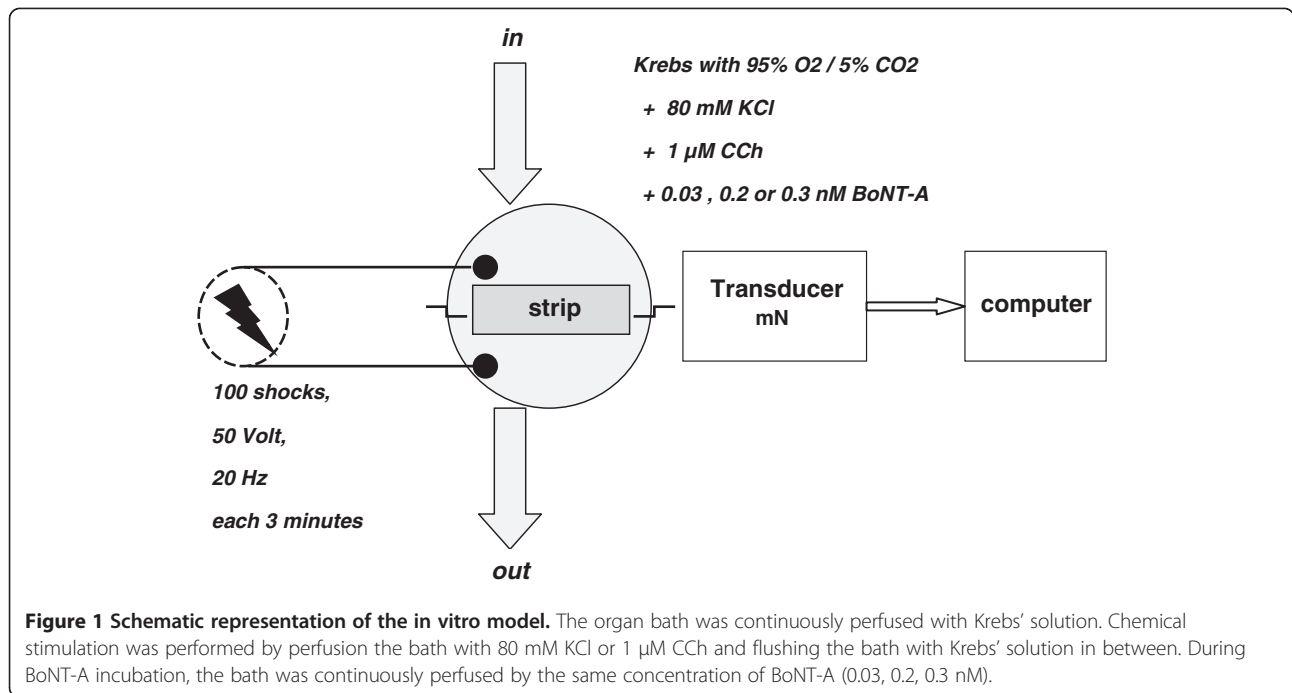 in
Krebs with 95% O2 / 5% CO2
+ 80 mM KCl
+ 1 µM CCh
+ 0.03 , 0.2 or 0.3 nM BoNT-A
strip
Transducer
mN
computer
100 shocks,
50 Volt,
20 Hz
each 3 minutes
out
Figure 1 Schematic representation of the in vitro model. The organ bath was continuously perfused with Krebs' solution. Chemical
stimulation was performed by perfusion the bath with 80 mM KCl or 1 µM CCh and flushing the bath with Krebs' solution in between. During
BoNT-A incubation, the bath was continuously perfused by the same concentration of BoNT-A (0.03, 0.2, 0.3 nM).